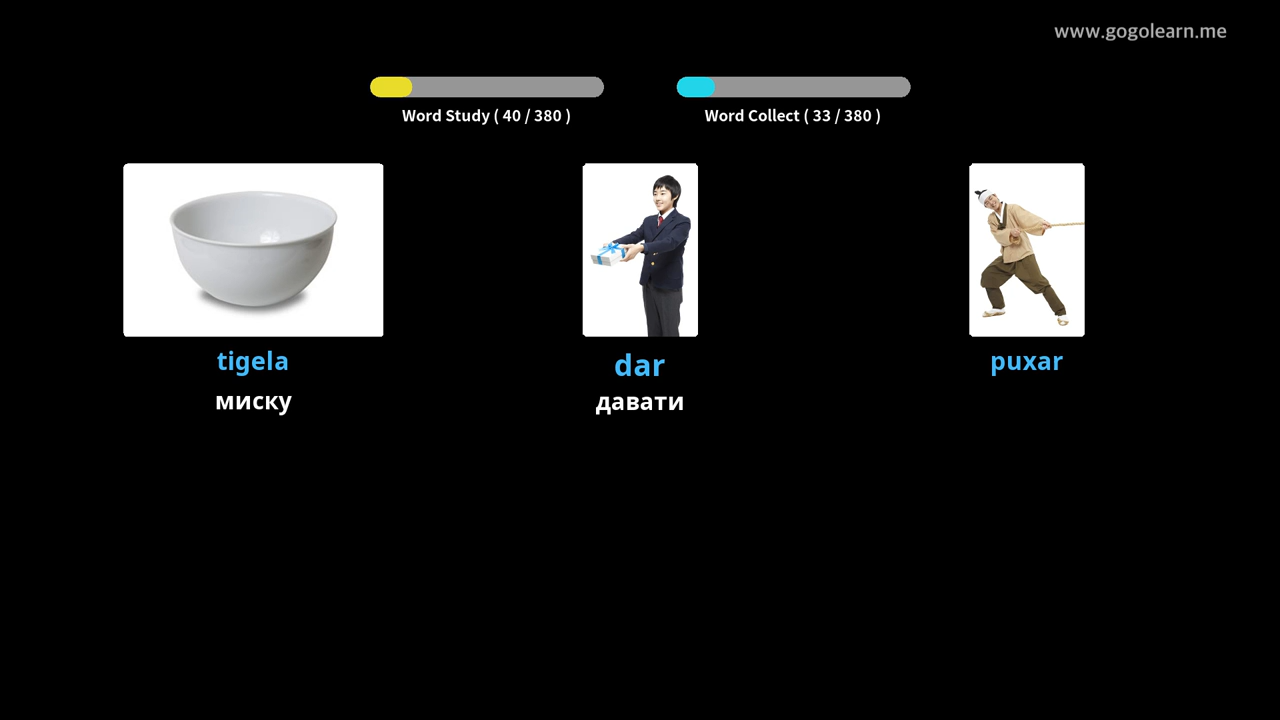 www.gogolearn.me
Word Study ( 40 / 380 )
Word Collect ( 33 / 380 )
tigela
dar
puxar
миску
давати